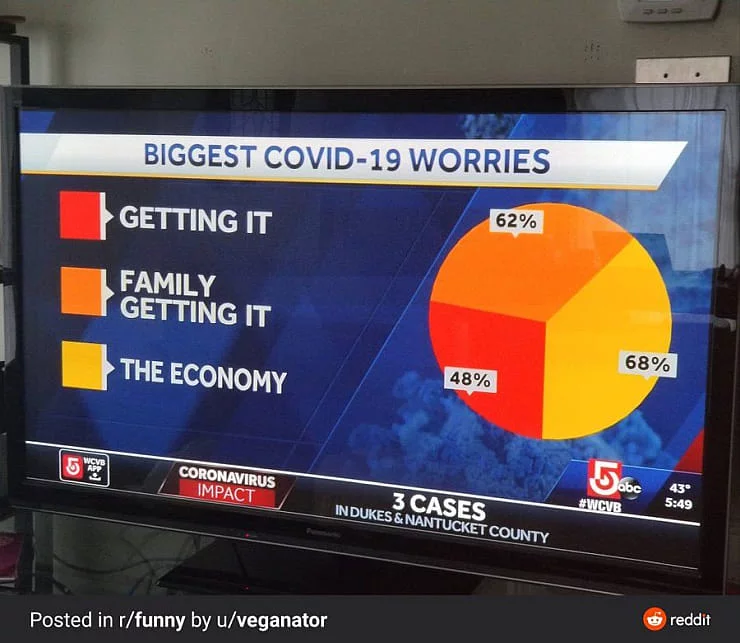 BIGGEST COVID-19 WORRIES
GETTING IT
FAMILY
GETTING IT
THE ECONOMY
62%
68%
48%
5 WCVB
APP
CORONAVIRUS
IMPACT
3 CASES
IN DUKES & NANTUCKET COUNTY
5 abc
#WCVB
43°
5:49
Panasonic
Posted in r/funny by u/veganator
reddit